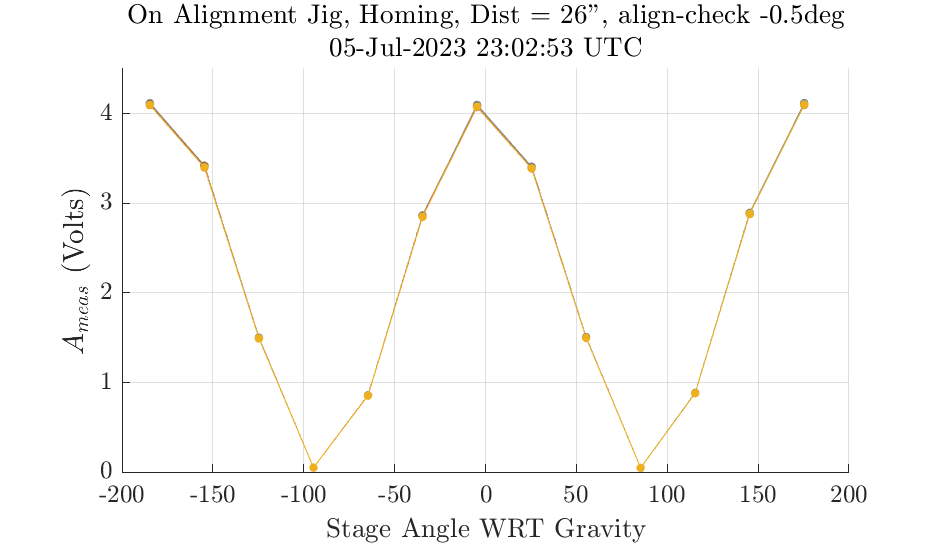 On Alignment Jig, Homing, Dist = 26”, align-check -0.5deg
05-Jul-2023 23:02:53 UTC
A_meas (Volts)
4
3
2
1
0
-200 -150 -100 -50 0 50 100 150 200
Stage Angle WRT Gravity